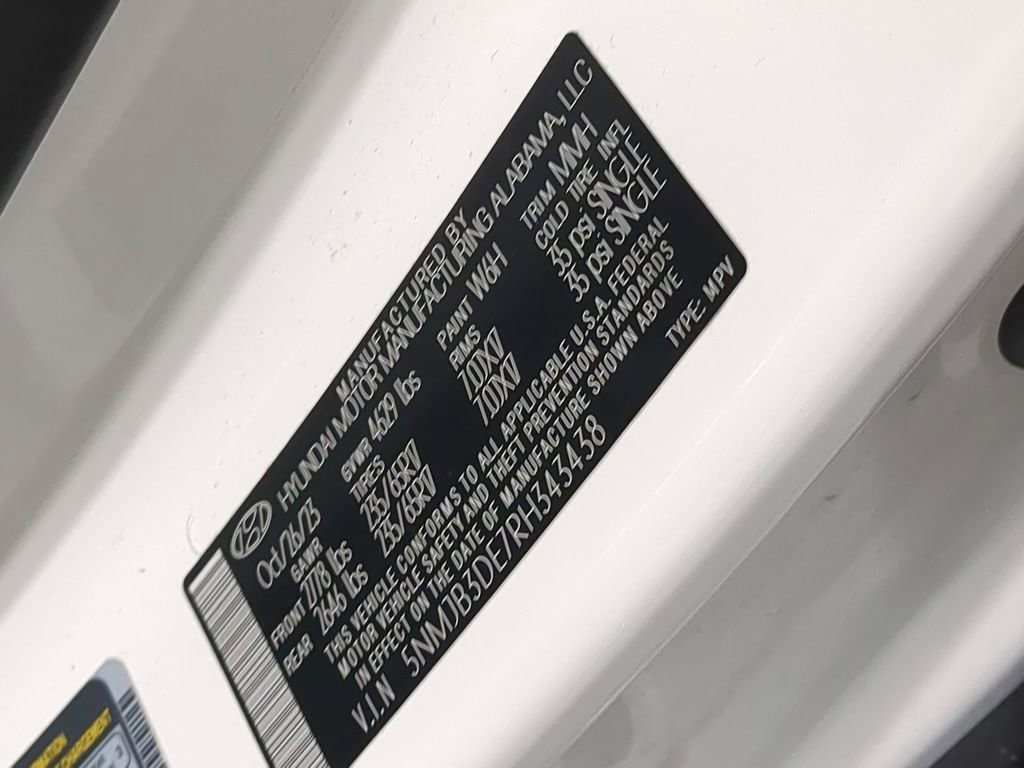 MANUFACTURED BY
HYUNDAI MOTOR MANUFACTURING ALABAMA, LLC
Oct/26/23 GVWR 4519 lbs PAINT W6H TRIM MMH
GAWR TIRES RIMS COLD TIRE INFL
FRONT 2778 lbs 235/65R17 7.0JX17 35 psi SINGLE
REAR 2646 lbs 235/65R17 7.0JX17 35 psi SINGLE
THIS VEHICLE CONFORMS TO ALL APPLICABLE U.S.A. FEDERAL
MOTOR VEHICLE SAFETY AND THEFT PREVENTION STANDARDS
IN EFFECT ON THE DATE OF MANUFACTURE SHOWN ABOVE
V.I.N 5NMJB3DE7RH343438 TYPE: MPV